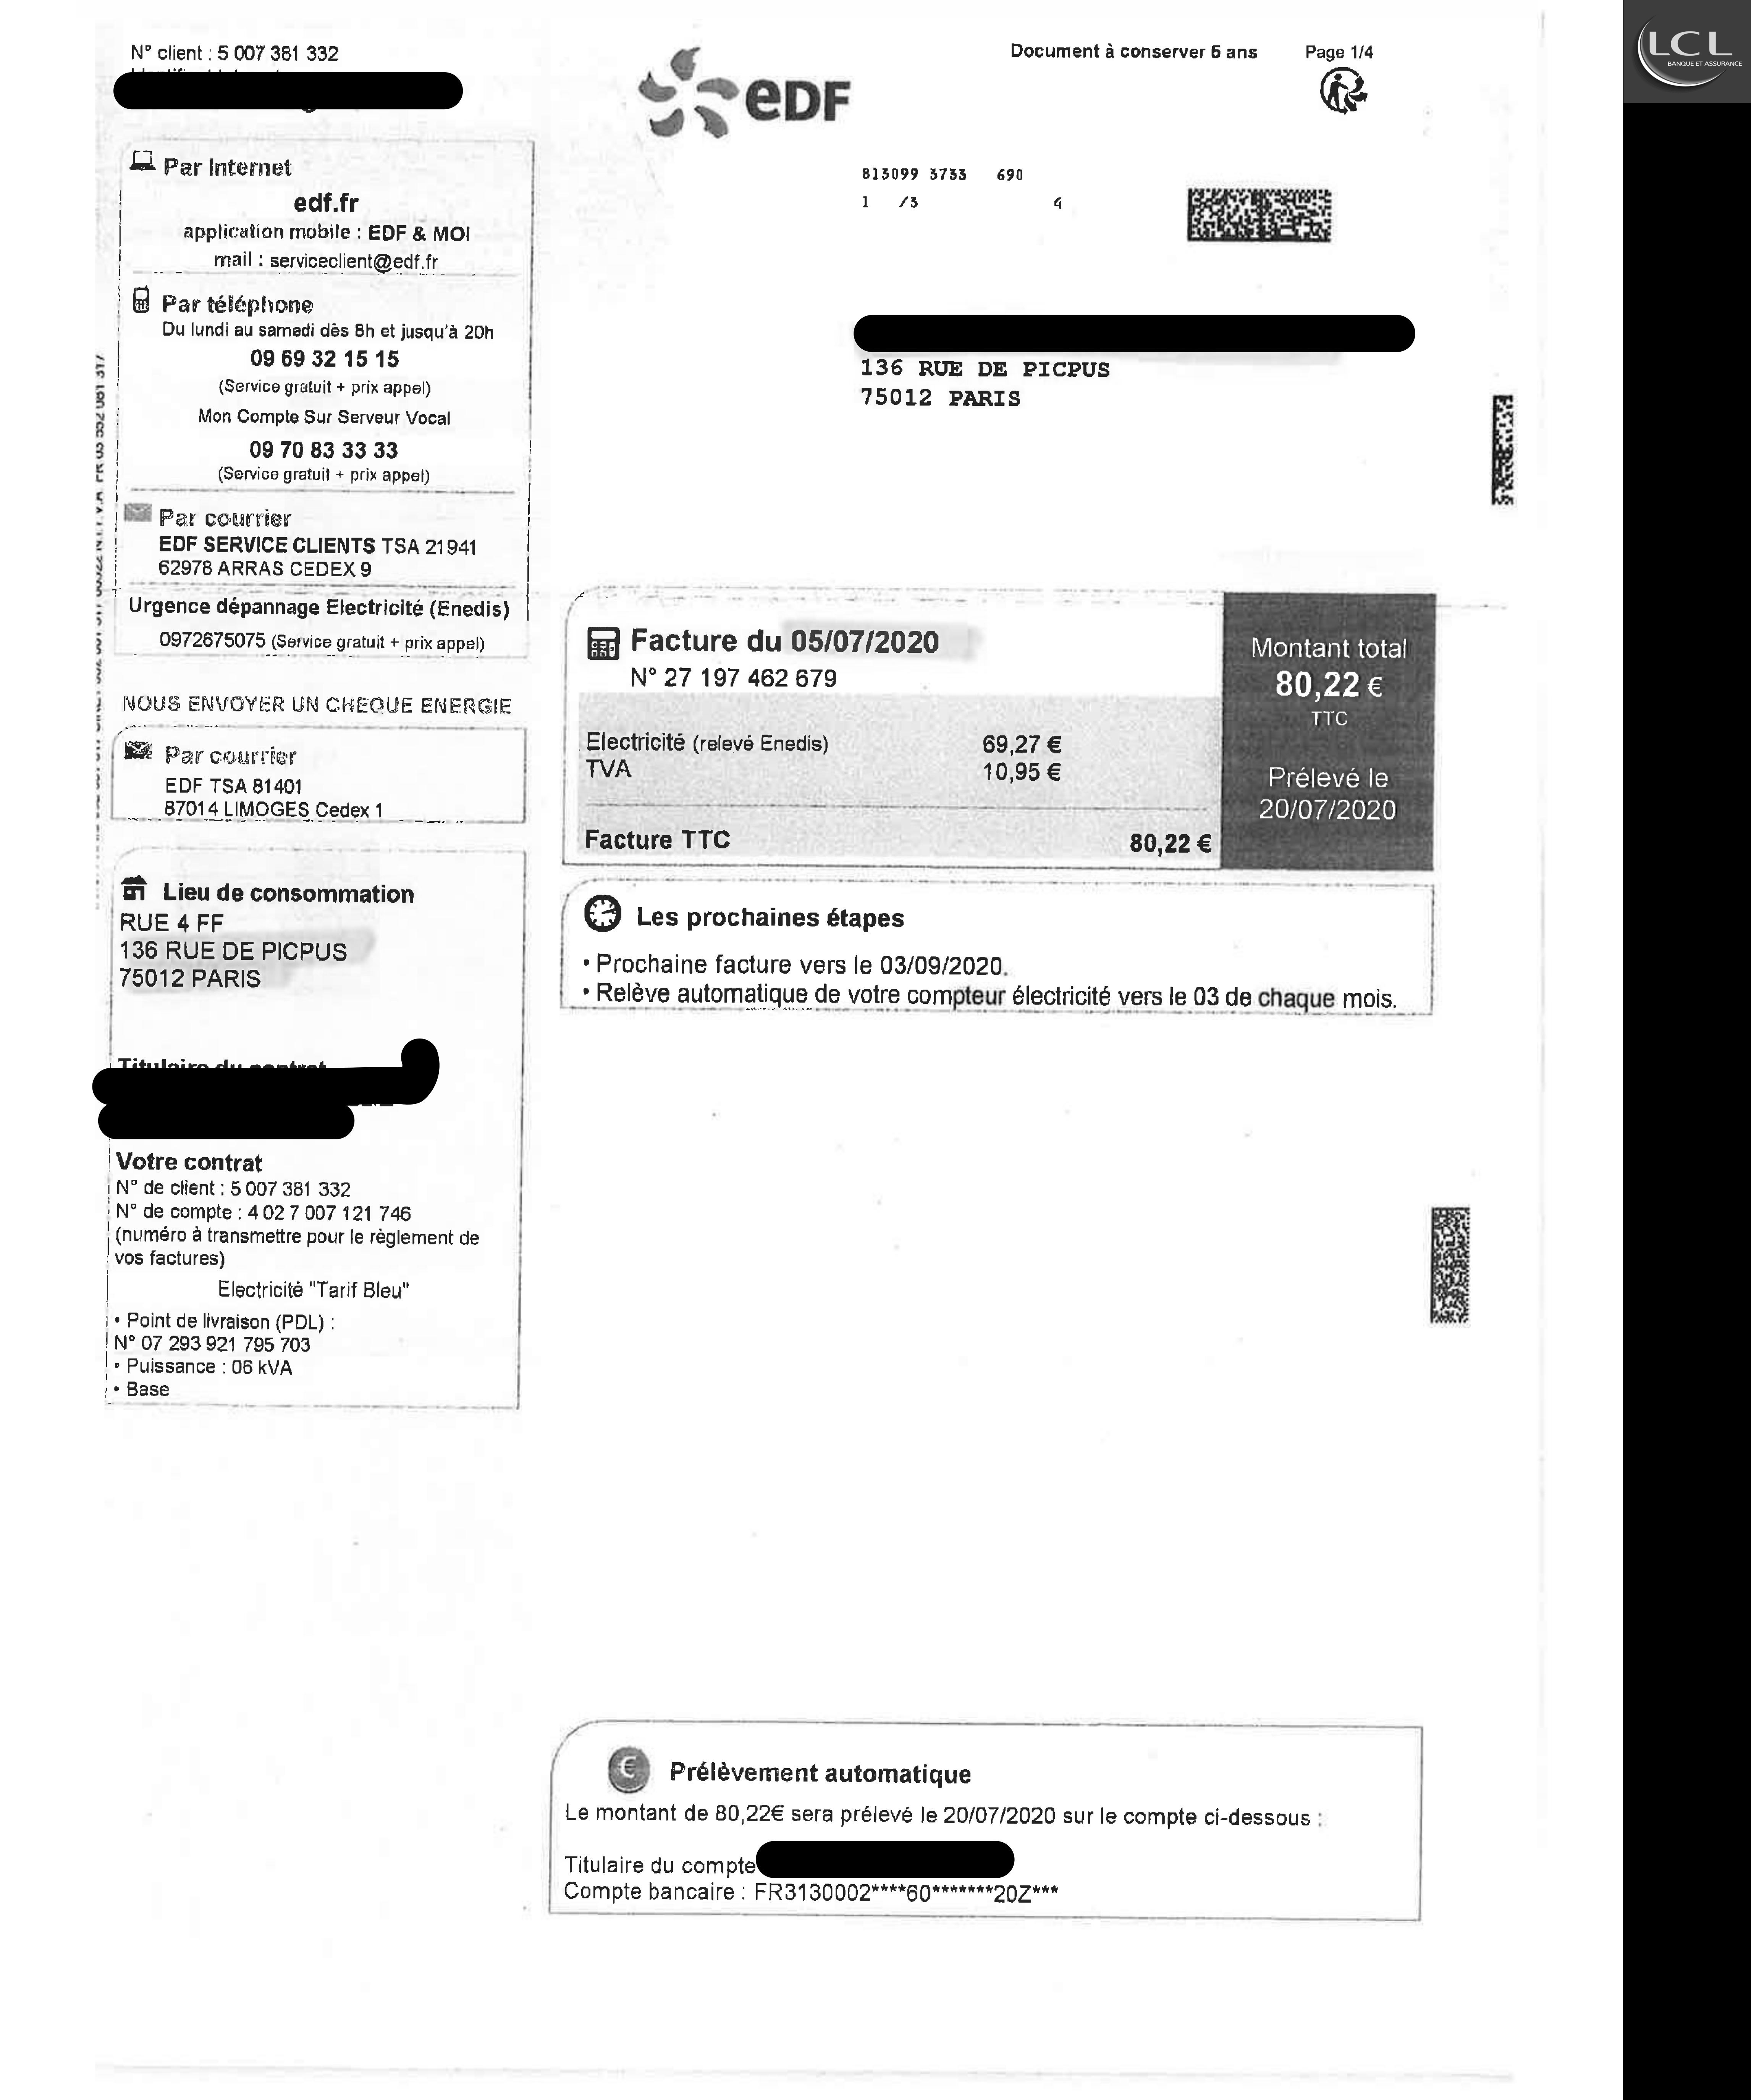 N° client : 5 007 381 332
Par Internet
edf.fr
application mobile : EDF & MOI
mail : serviceclient@edf.fr
Par téléphone
Du lundi au samedi dès 8h et jusqu'à 20h
09 69 32 15 15
(Service gratuit + prix appel)
Mon Compte Sur Serveur Vocal
09 70 83 33 33
(Service gratuit + prix appel)
Par courrier
EDF SERVICE CLIENTS TSA 21941
62978 ARRAS CEDEX 9
Urgence dépannage Electricité (Enedis)
0972675075 (Service gratuit + prix appel)
NOUS ENVOYER UN CHEQUE ENERGIE
Par courrier
EDF TSA 81401
87014 LIMOGES Cedex 1
Lieu de consommation
RUE 4 FF
136 RUE DE PICPUS
75012 PARIS
Titulaire du contrat
Votre contrat
N° de client : 5 007 381 332
N° de compte : 4 02 7 007 121 746
(numéro à transmettre pour le règlement de
vos factures)
Electricité "Tarif Bleu"
• Point de livraison (PDL) :
N° 07 293 921 795 703
• Puissance : 06 kVA
• Base
eDF
Document à conserver 5 ans
Page 1/4
813099 3733 690
1 /3 4
136 RUE DE PICPUS
75012 PARIS
Facture du 05/07/2020
N° 27 197 462 679
Electricité (relevé Enedis) 69,27 €
TVA 10,95 €
Facture TTC 80,22 €
Montant total
80,22 €
TTC
Prélevé le
20/07/2020
Les prochaines étapes
• Prochaine facture vers le 03/09/2020.
• Relève automatique de votre compteur électricité vers le 03 de chaque mois.
€ Prélèvement automatique
Le montant de 80,22€ sera prélevé le 20/07/2020 sur le compte ci-dessous :
Titulaire du compte
Compte bancaire : FR3130002****60*******20Z***
LCL
BANQUE ET ASSURANCE